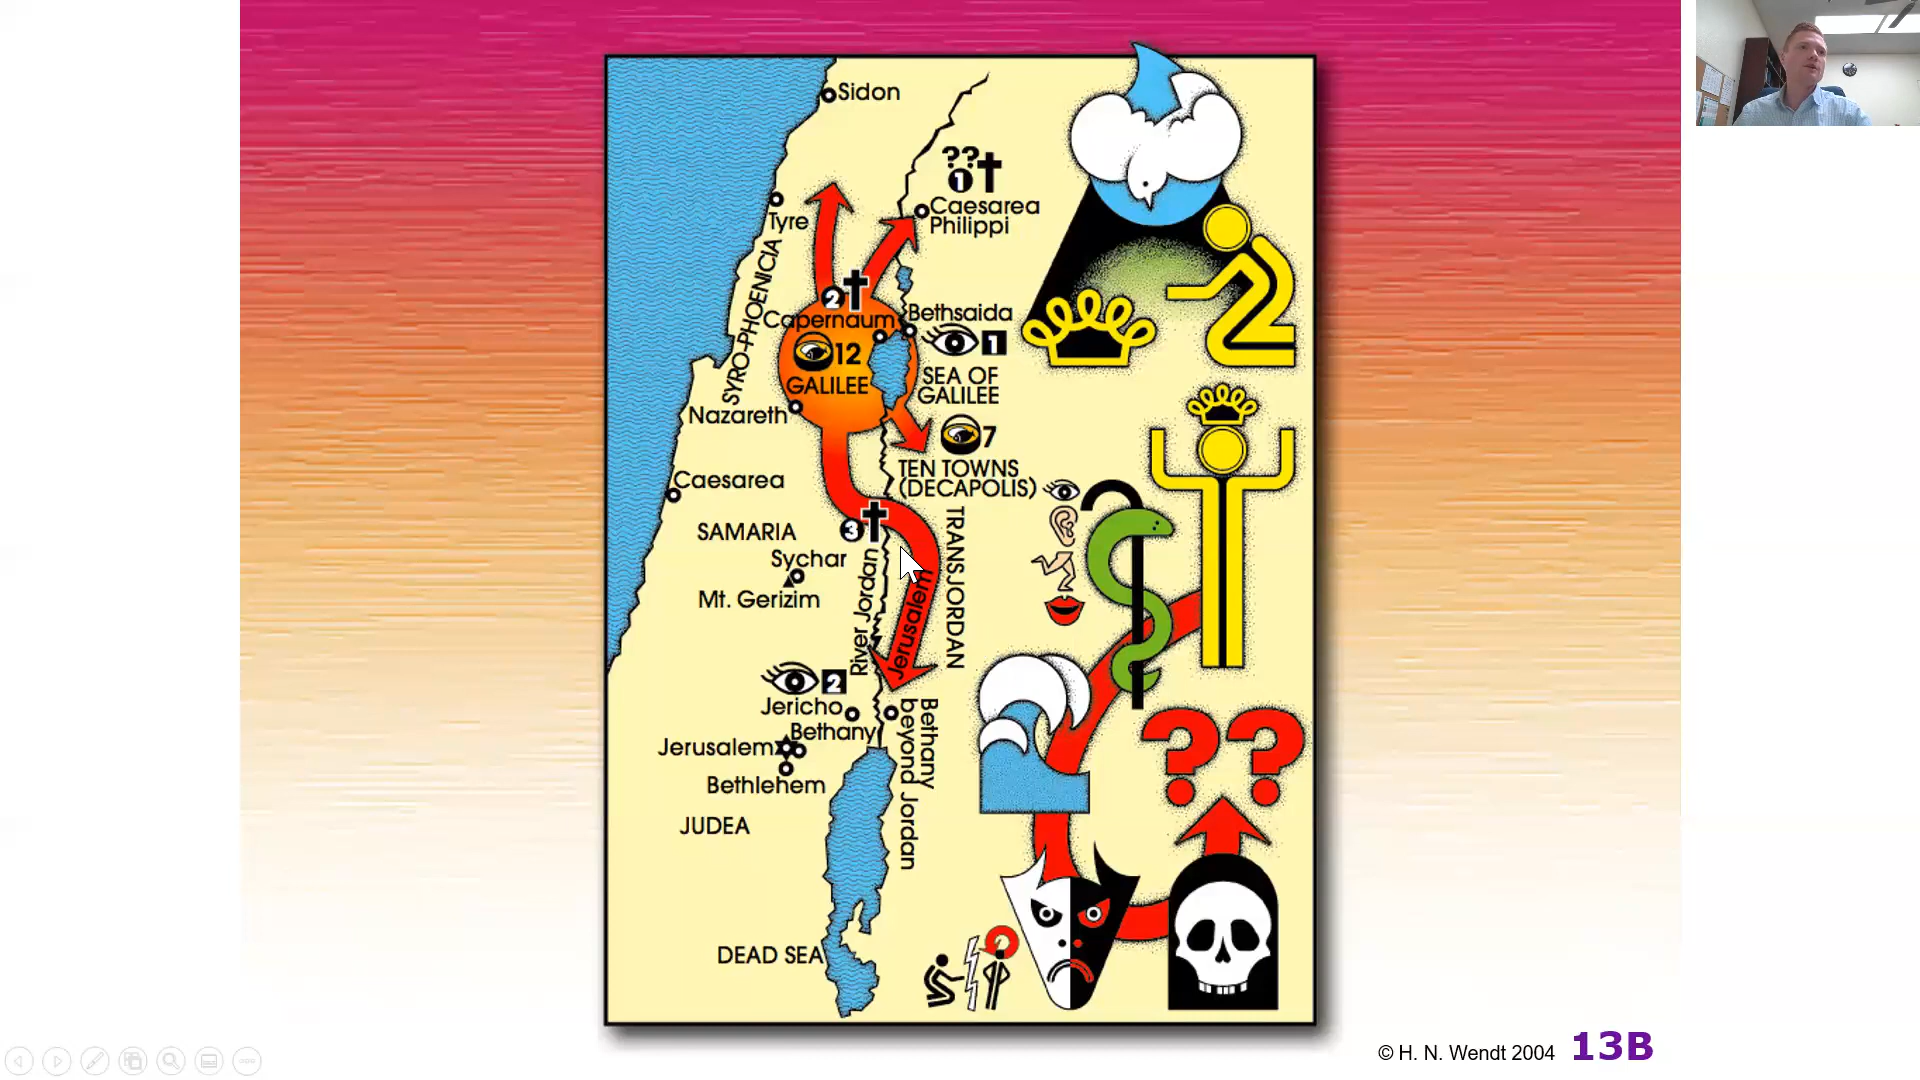 Sidon
??
1
Caesarea
Philippi
Tyre
SYRO-PHOENICIA
2
Capernaum
Bethsaida
12
1
GALILEE
SEA OF
GALILEE
Nazareth
7
TEN TOWNS
(DECAPOLIS)
Caesarea
SAMARIA
3
TRANSJORDAN
Sychar
Mt. Gerizim
River Jordan
Jerusalem
2
Jericho
Bethany
Bethany
beyond Jordan
Jerusalem
Bethlehem
JUDEA
??
DEAD SEA
© H. N. Wendt 2004 13B